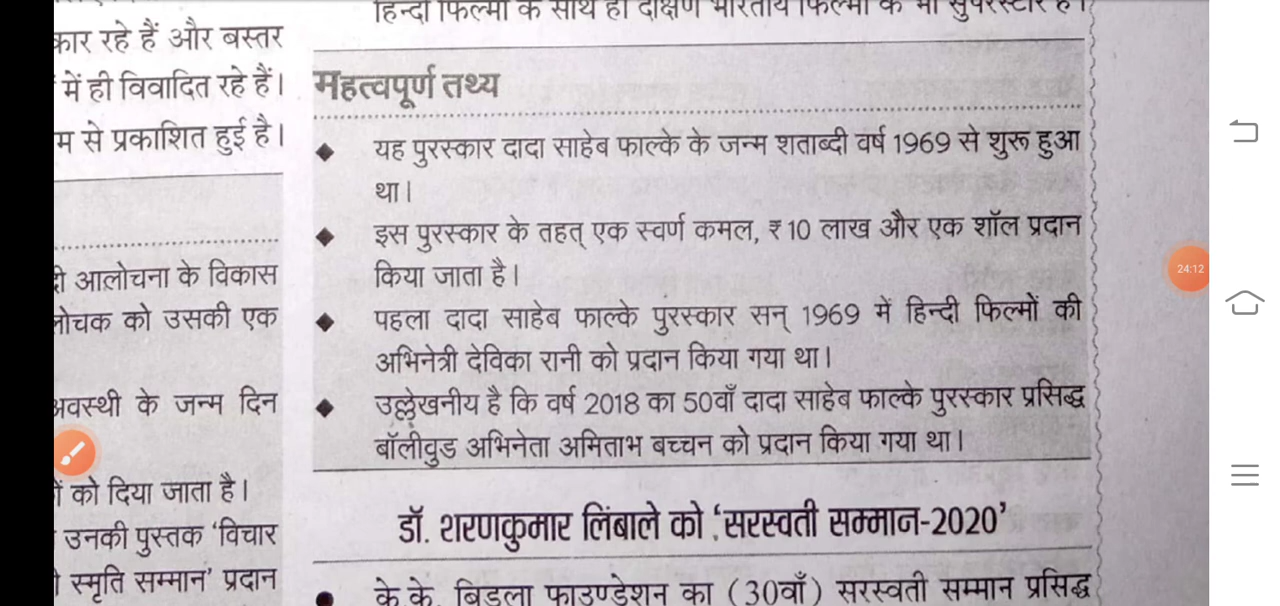 कार रहे हैं और बस्तर
में ही विवादित रहे हैं।
म से प्रकाशित हुई है।
आलोचना के विकास
को उसकी एक
अवस्थी के जन्म दिन
को दिया जाता है।
उनकी पुस्तक 'विचार
स्मृति सम्मान' प्रदान
हिन्दी फिल्मों के साथ ही दक्षिण भारतीय फिल्मों के भी सुपरस्टार हैं।
महत्वपूर्ण तथ्य
◆ यह पुरस्कार दादा साहेब फाल्के के जन्म शताब्दी वर्ष 1969 से शुरू हुआ
था।
◆ इस पुरस्कार के तहत् एक स्वर्ण कमल, ₹ 10 लाख और एक शॉल प्रदान
किया जाता है।
◆ पहला दादा साहेब फाल्के पुरस्कार सन् 1969 में हिन्दी फिल्मों की
अभिनेत्री देविका रानी को प्रदान किया गया था।
◆ उल्लेखनीय है कि वर्ष 2018 का 50वाँ दादा साहेब फाल्के पुरस्कार प्रसिद्ध
बॉलीवुड अभिनेता अमिताभ बच्चन को प्रदान किया गया था।
डॉ. शरणकुमार लिंबाले को 'सरस्वती सम्मान-2020'
● के.के. बिड़ला फाउण्डेशन का (30वाँ) सरस्वती सम्मान प्रसिद्ध
24:12